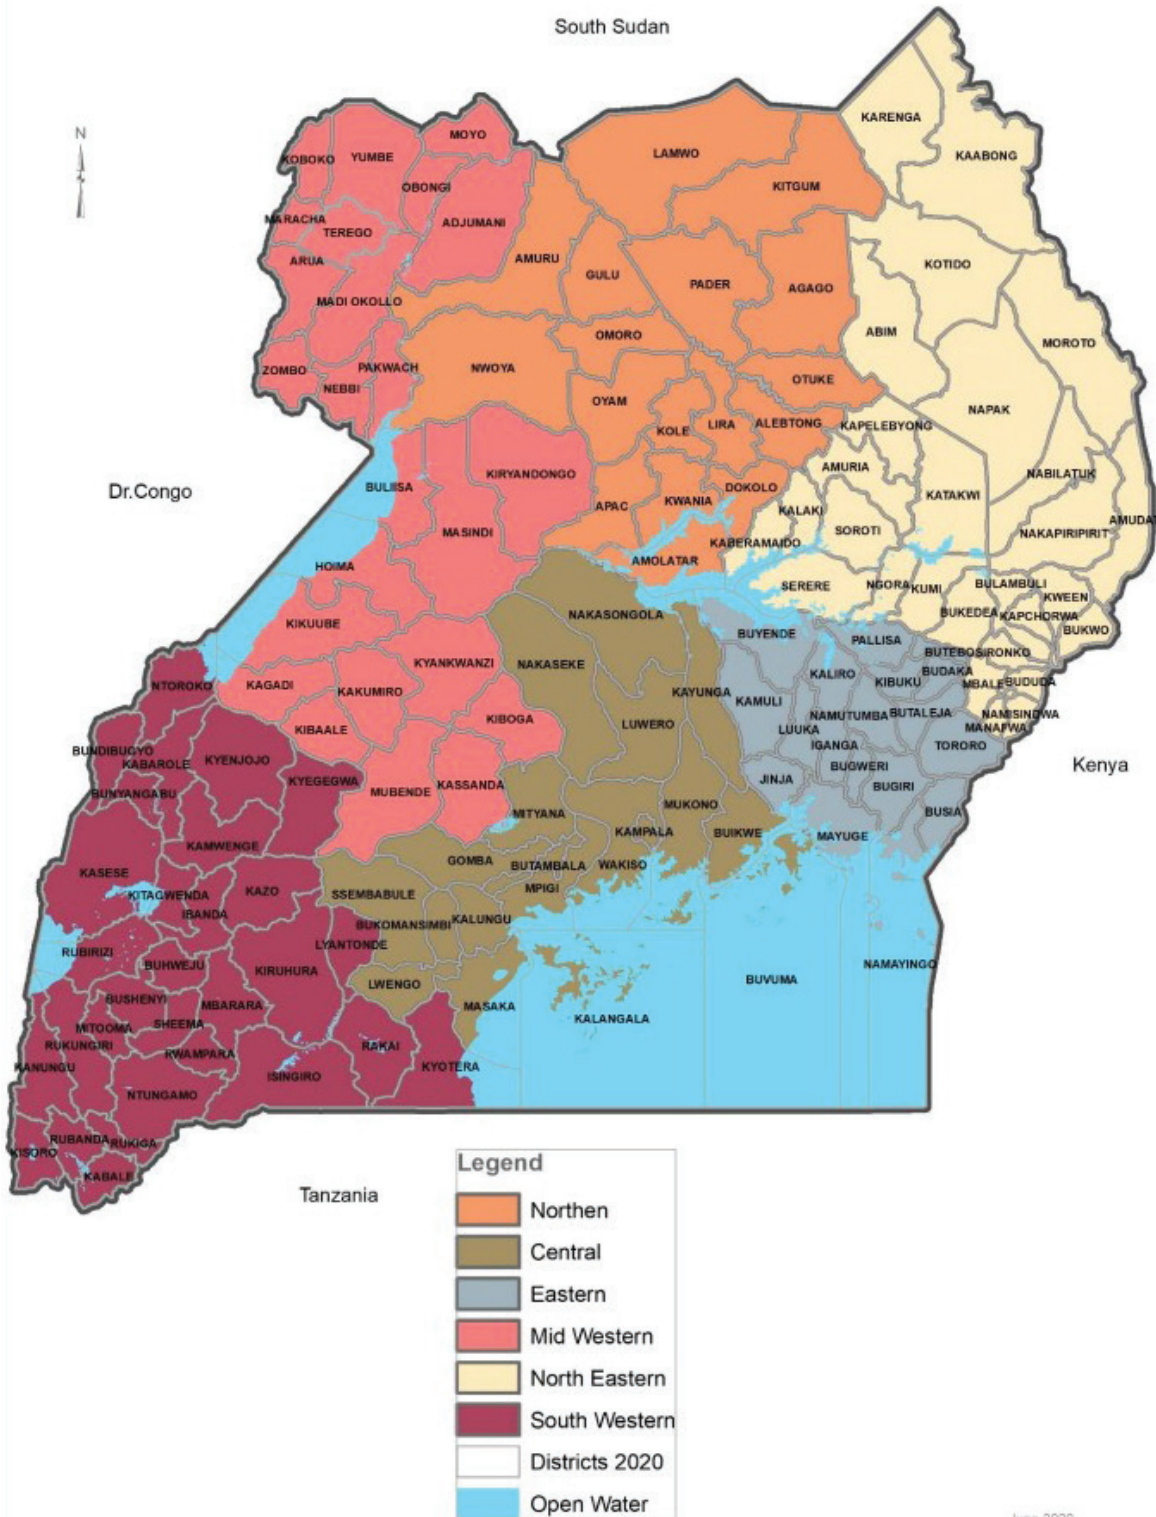 South Sudan
N
KARENGA
MOYO
KAABONG
LAMWO
KOBOKO
YUMBE
KITGUM
OBONGI
MARACHA
ADJUMANI
TEREGO
ARUA
AMURU
GULU
KOTIDO
PADER
AGAGO
MADI OKOLLO
ABIM
OMORO
MOROTO
ZOMBO
PAKWACH
NWOYA
NEBBI
OTUKE
OYAM
NAPAK
KOLE
LIRA
ALEBTONG
KAPELEBYONG
KIRYANDONGO
AMURIA
NABILATUK
BULIISA
DOKOLO
Dr.Congo
KATAKWI
APAC
KWANIA
KALAKI
AMUDAT
MASINDI
SOROTI
NAKAPIRIPIRIT
KABERAMAIDO
AMOLATAR
HOIMA
SERERE
NGORA
KUMI
BULAMBULI
KWEEN
NAKASONGOLA
BUKEDEA
KAPCHORWA
KIKUUBE
BUYENDE
PALLISA
BUKWO
BUTEBO
SIRONKO
KYANKWANZI
NAKASEKE
KALIRO
BUDAKA
NTOROKO
KAGADI
KAKUMIRO
KAYUNGA
KIBUKU
MBALE
BUDUDA
KAMULI
KIBOGA
LUWERO
NAMUTUMBA
BUTALEJA
NAMISINDWA
KIBAALE
LUUKA
MANAFWA
BUNDIBUGYO
KYENJOJO
IGANGA
TORORO
KABAROLE
BUGWERI
Kenya
KYEGEGWA
JINJA
BUNYANGABU
MUBENDE
KASSANDA
BUGIRI
MUKONO
MITYANA
BUSIA
KAMPALA
BUIKWE
MAYUGE
KAMWENGE
GOMBA
BUTAMBALA
WAKISO
KASESE
MPIGI
KITAGWENDA
KAZO
SSEMBABULE
IBANDA
BUKOMANSIMBI
KALUNGU
LYANTONDE
RUBIRIZI
BUHWEJU
KIRUHURA
NAMAYINGO
BUVUMA
LWENGO
BUSHENYI
MBARARA
MASAKA
KALANGALA
SHEEMA
MITOOMA
RUKUNGIRI
RWAMPARA
RAKAI
KANUNGU
KYOTERA
ISINGIRO
NTUNGAMO
RUBANDA
RUKIGA
KISORO
KABALE
Tanzania
Legend
Northen
Central
Eastern
Mid Western
North Eastern
South Western
Districts 2020
Open Water